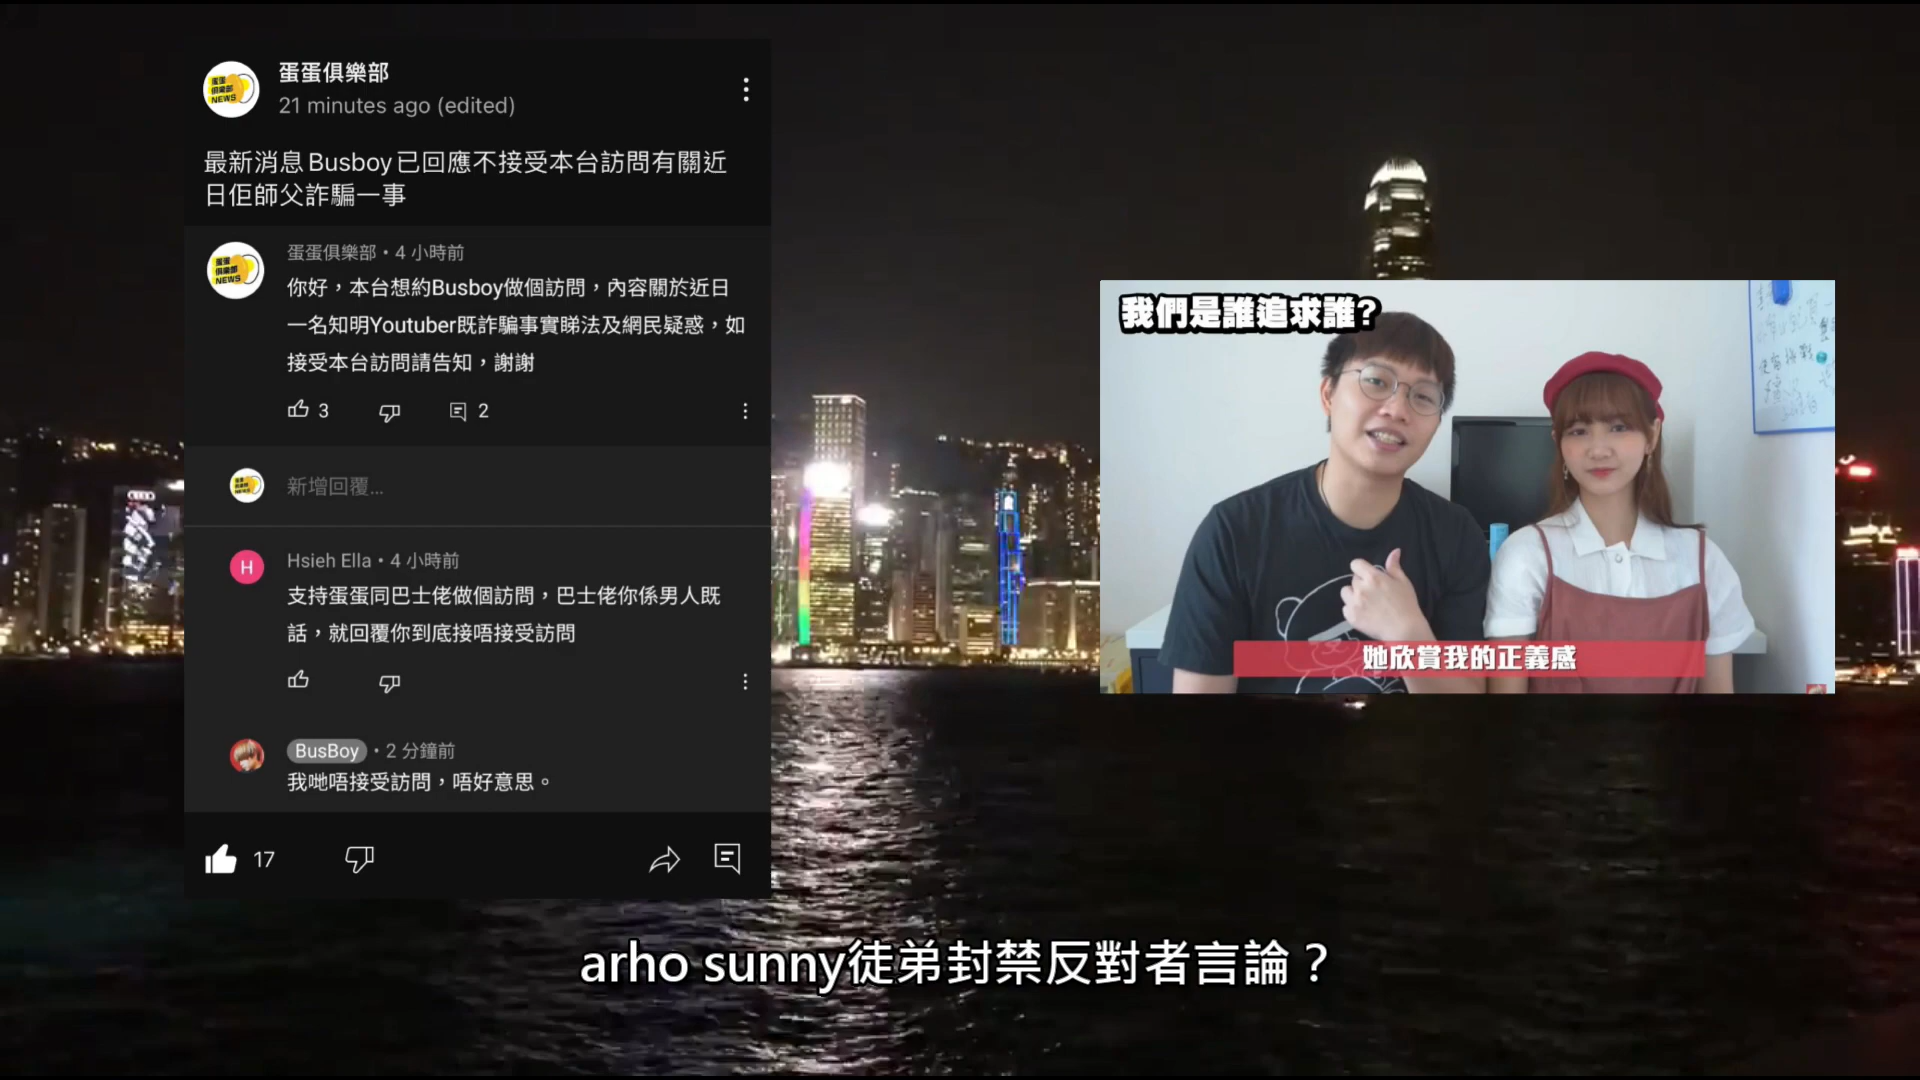 蛋蛋俱樂部
21 minutes ago (edited)
最新消息Busboy已回應不接受本台訪問有關近
日佢師父詐騙一事
蛋蛋俱樂部・4 小時前
你好，本台想約Busboy做個訪問，內容關於近日
一名知明Youtuber既詐騙事實睇法及網民疑惑，如
接受本台訪問請告知，謝謝
3
2
新增回覆...
H
Hsieh Ella・4 小時前
支持蛋蛋同巴士佬做個訪問，巴士佬你係男人既
話，就回覆你到底接唔接受訪問
BusBoy・2 分鐘前
我哋唔接受訪問，唔好意思。
17
我們是誰追求誰?
她欣賞我的正義感
arho sunny徒弟封禁反對者言論？